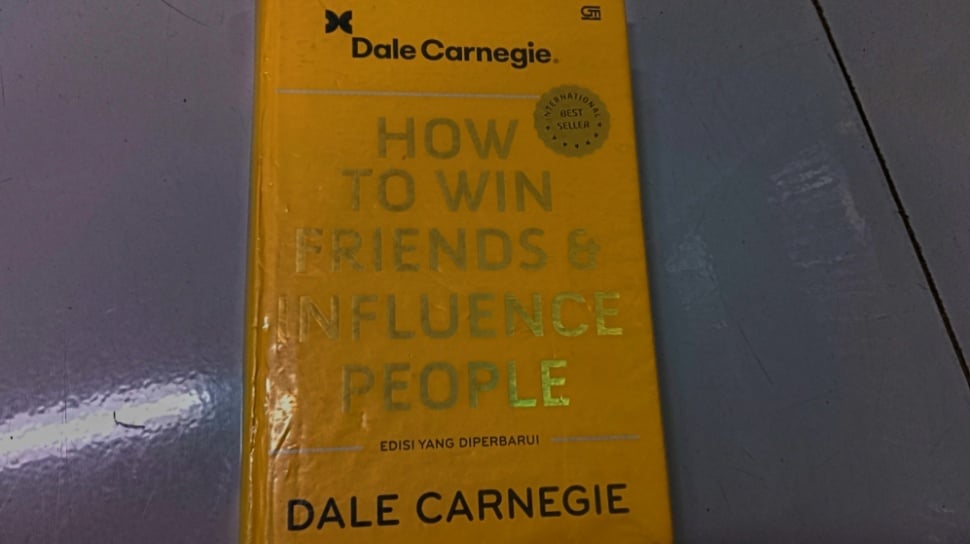 Dale Carnegie®
INTERNATIONAL
BEST
SELLER
HOW
TO WIN
FRIENDS &
INFLUENCE
PEOPLE
EDISI YANG DIPERBARUI
DALE CARNEGIE